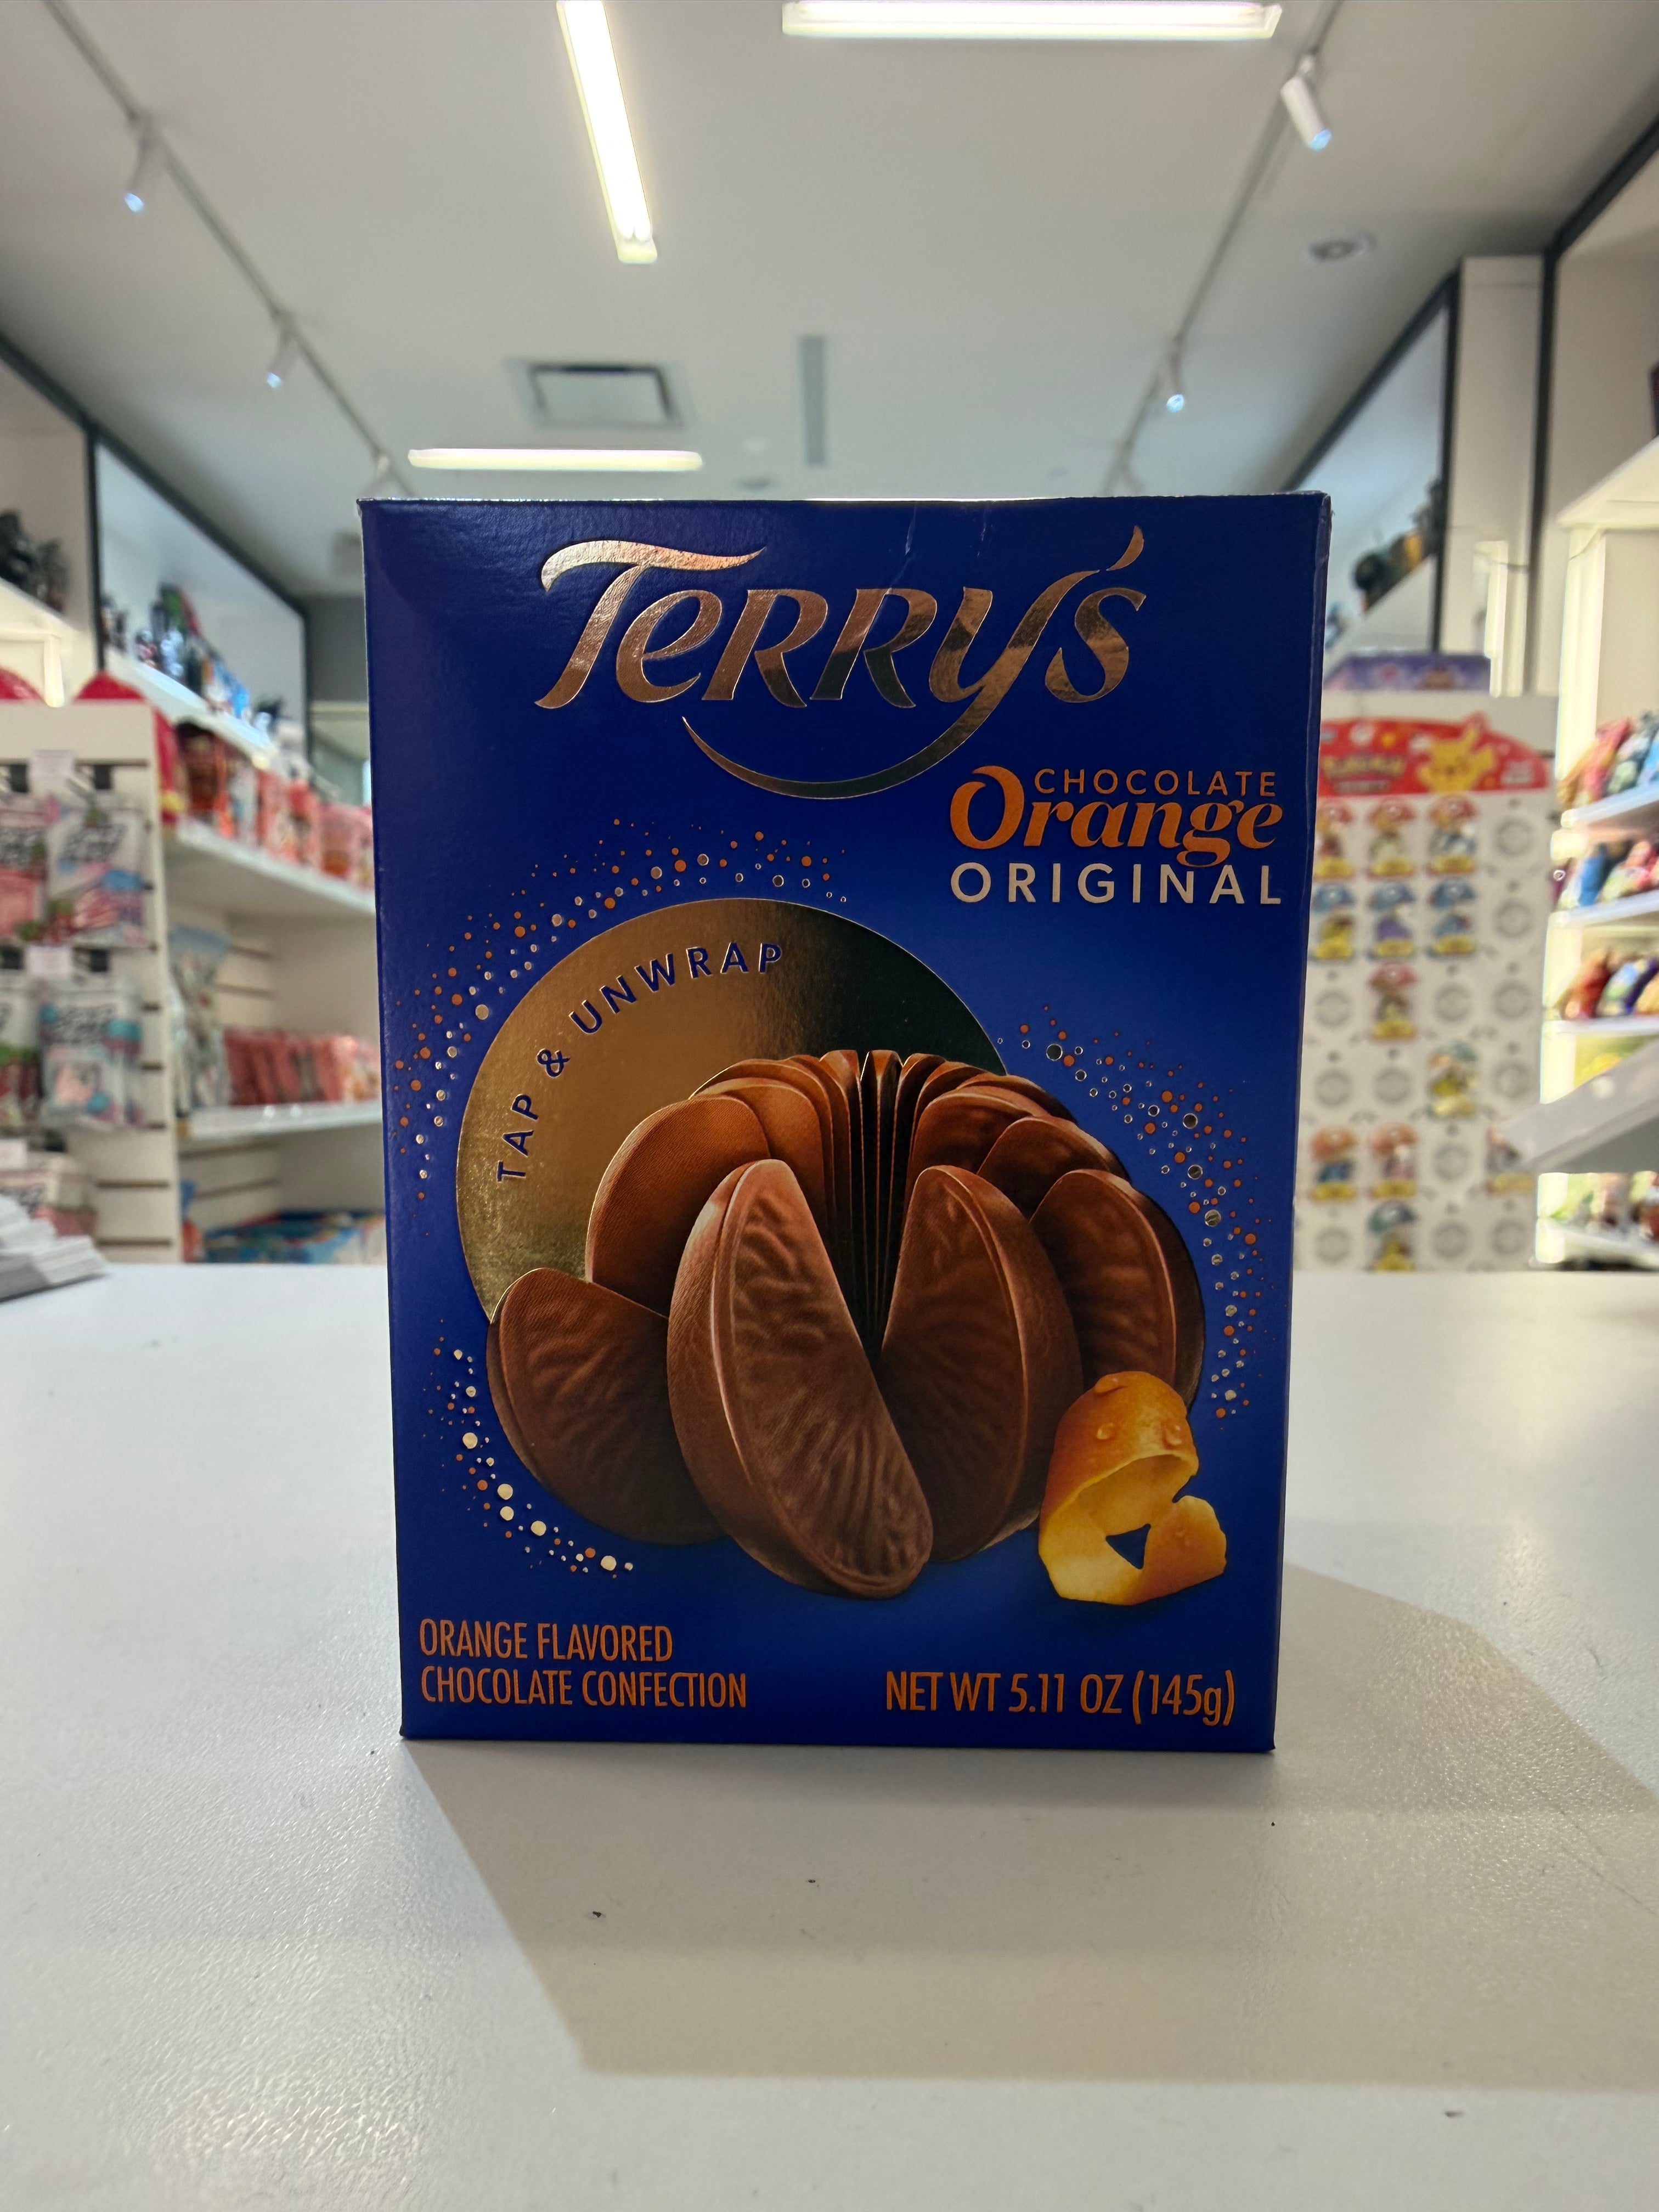 TERRY'S
CHOCOLATE
Orange
ORIGINAL
TAP & UNWRAP
ORANGE FLAVORED
CHOCOLATE CONFECTION
NET WT 5.11 OZ (145g)